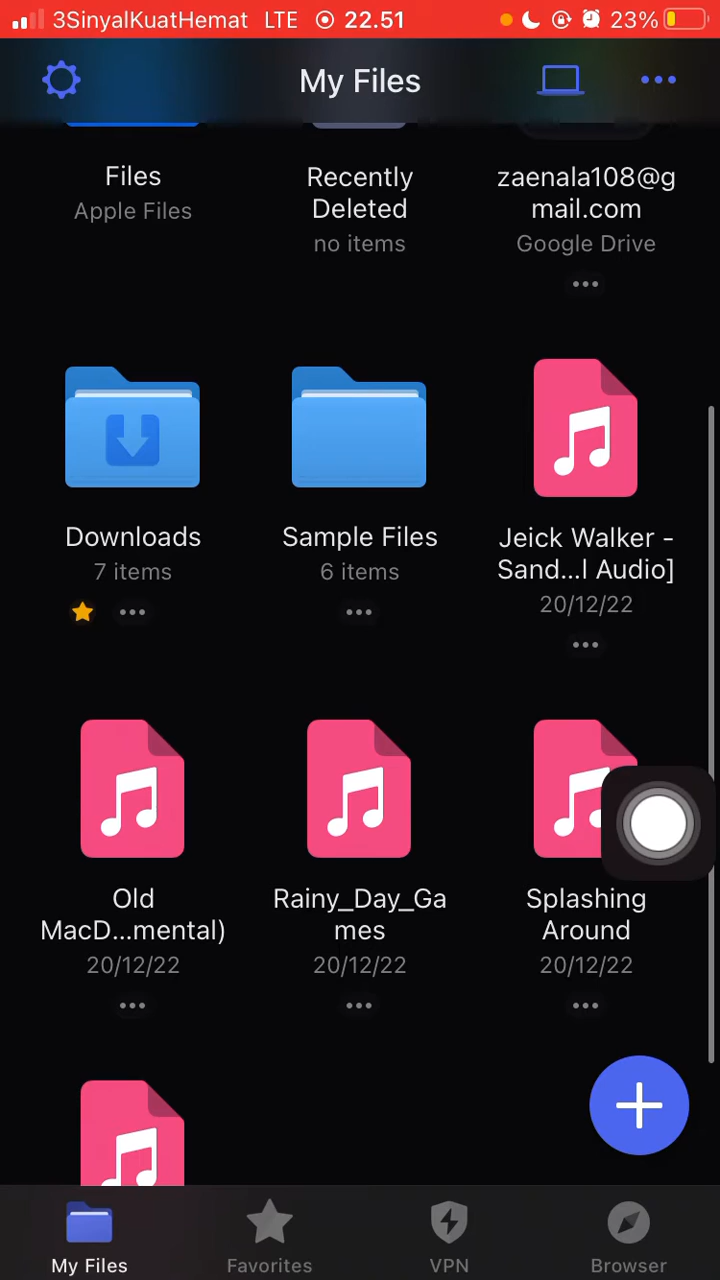 3SinyalKuatHemat LTE 22.51 23%
My Files
Files
Apple Files
Recently
Deleted
no items
zaenala108@g
mail.com
Google Drive
Downloads
7 items
Sample Files
6 items
Jeick Walker -
Sand...l Audio]
20/12/22
Old
MacD...mental)
20/12/22
Rainy_Day_Ga
mes
20/12/22
Splashing
Around
20/12/22
My Files
Favorites
VPN
Browser